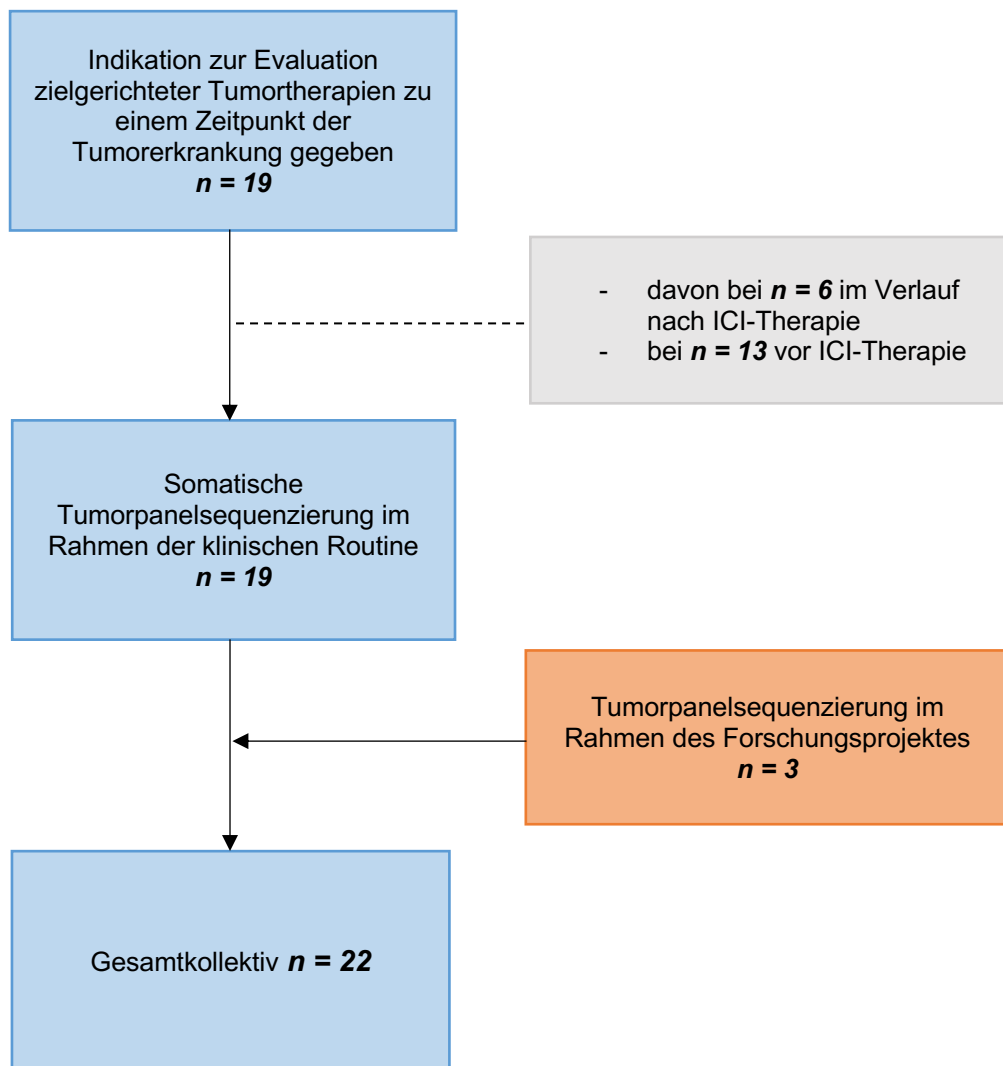 Indikation zur Evaluation
zielgerichteter Tumortherapien zu
einem Zeitpunkt der
Tumorerkrankung gegeben
n = 19
- davon bei n = 6 im Verlauf
nach ICI-Therapie
- bei n = 13 vor ICI-Therapie
Somatische
Tumorpanelsequenzierung im
Rahmen der klinischen Routine
n = 19
Tumorpanelsequenzierung im
Rahmen des Forschungsprojektes
n = 3
Gesamtkollektiv n = 22